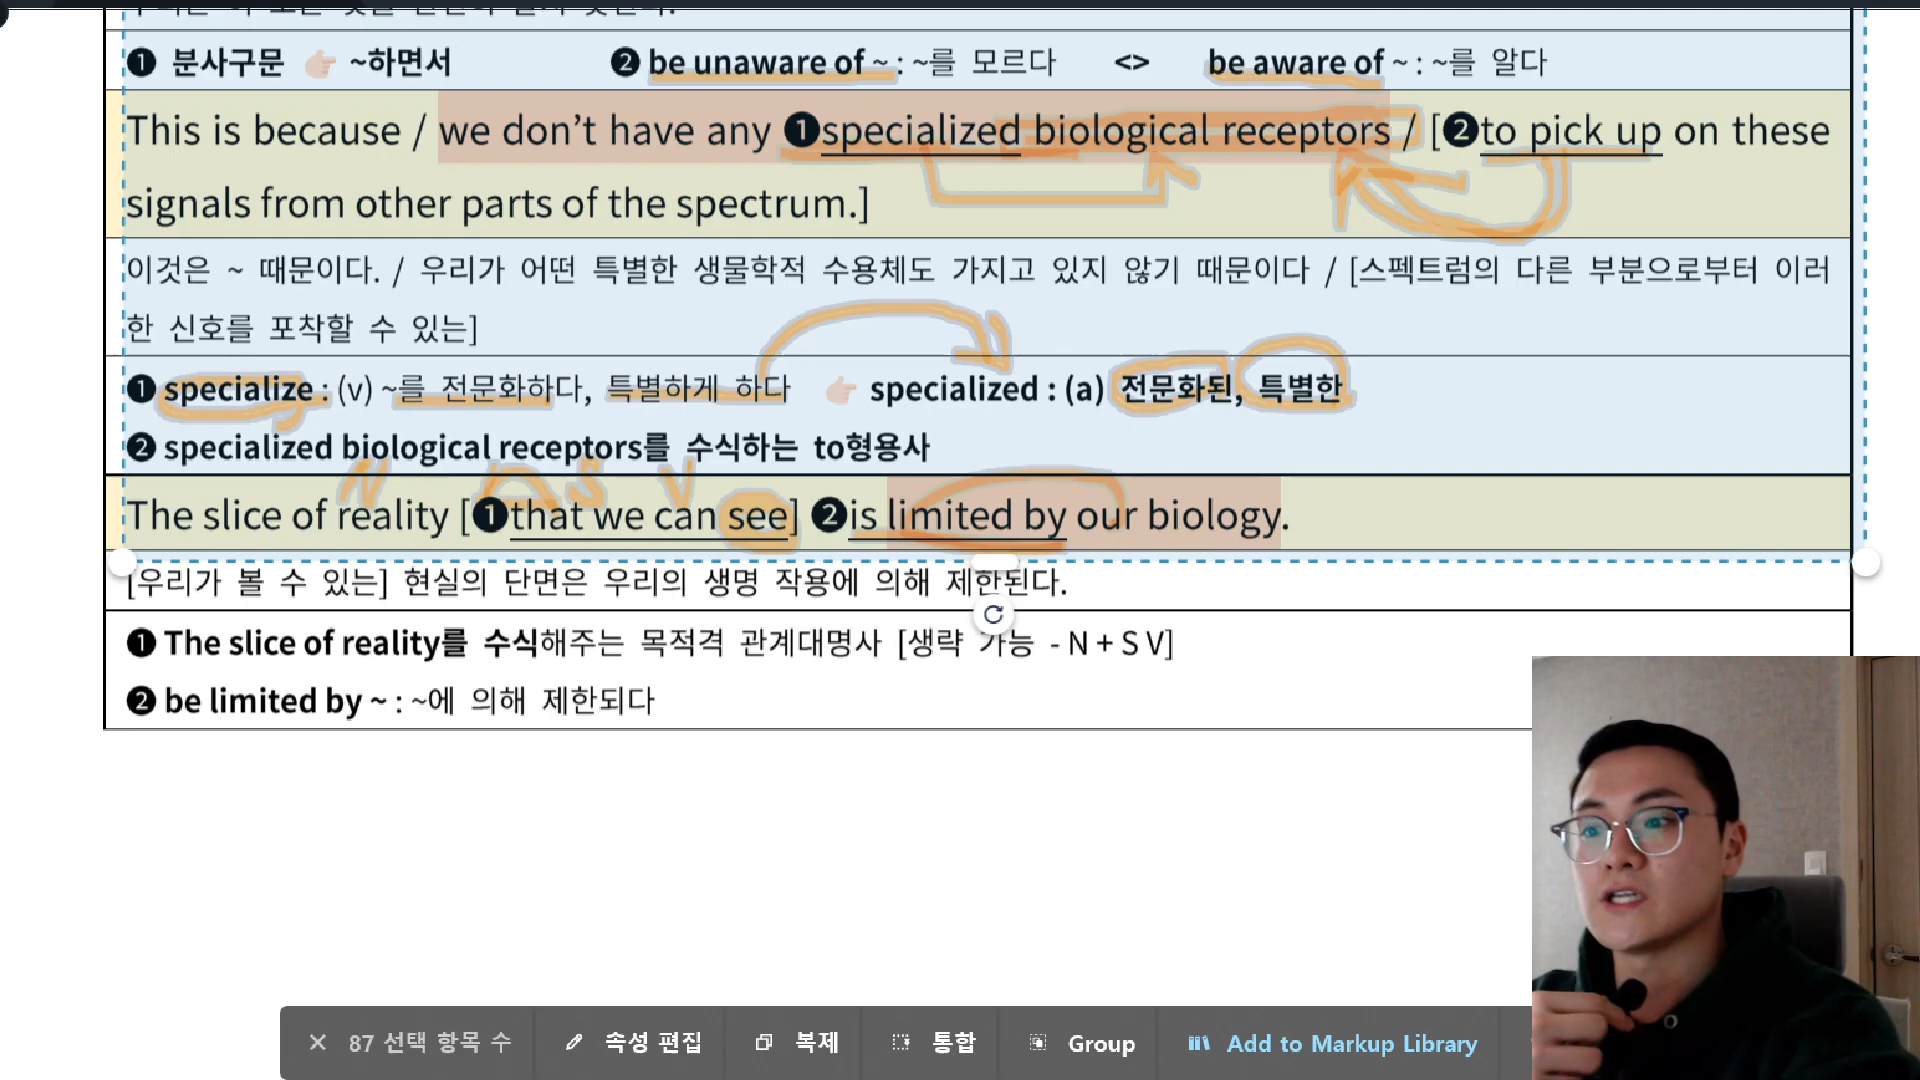 ❶ 분사구문 👉 ~하면서 ❷ be unaware of ~ : ~를 모르다 <> be aware of ~ : ~를 알다
This is because / we don't have any ❶specialized biological receptors / [❷to pick up on these
signals from other parts of the spectrum.]
이것은 ~ 때문이다. / 우리가 어떤 특별한 생물학적 수용체도 가지고 있지 않기 때문이다 / [스펙트럼의 다른 부분으로부터 이러
한 신호를 포착할 수 있는]
❶ specialize : (v) ~를 전문화하다, 특별하게 하다 👉 specialized : (a) 전문화된, 특별한
❷ specialized biological receptors를 수식하는 to형용사
N S V
The slice of reality [❶that we can see] ❷is limited by our biology.
[우리가 볼 수 있는] 현실의 단면은 우리의 생명 작용에 의해 제한된다.
❶ The slice of reality를 수식해주는 목적격 관계대명사 [생략 가능 - N + S V]
❷ be limited by ~ : ~에 의해 제한되다
87 선택 항목 수 속성 편집 복제 통합 Group Add to Markup Library